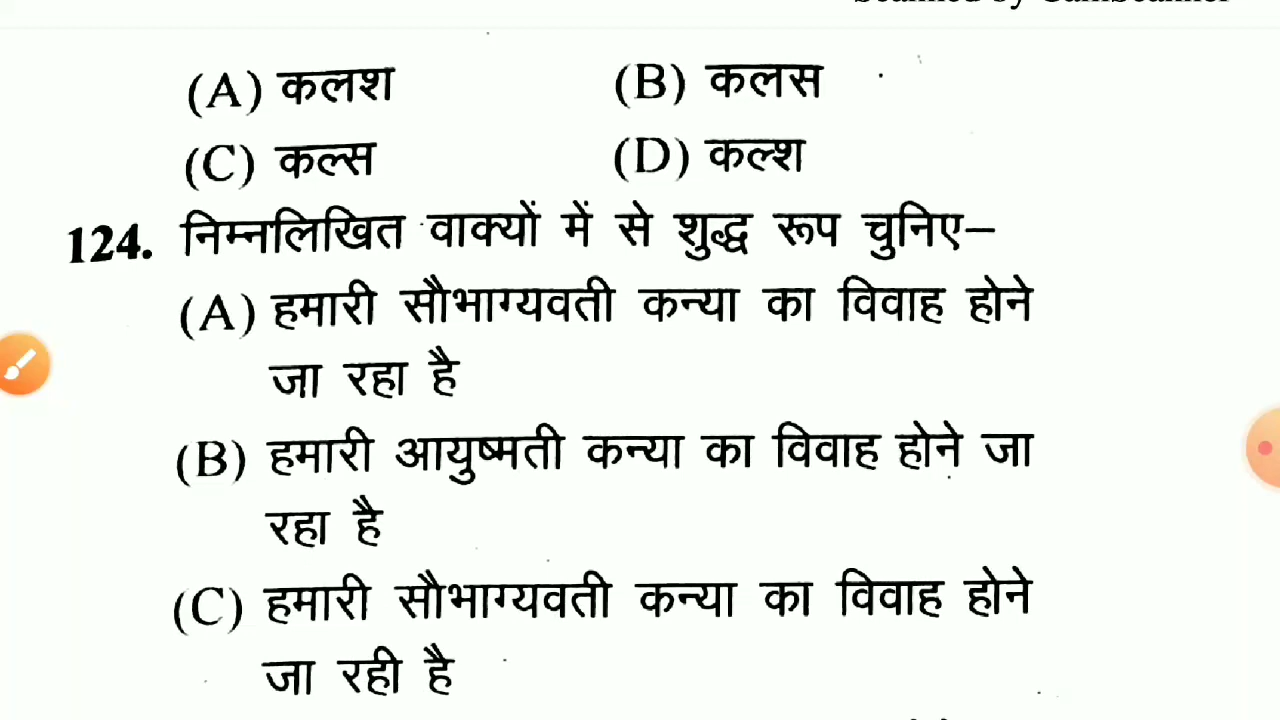 (A) कलश (B) कलस
(C) कल्स (D) कल्श
124. निम्नलिखित वाक्यों में से शुद्ध रूप चुनिए–
(A) हमारी सौभाग्यवती कन्या का विवाह होने
जा रहा है
(B) हमारी आयुष्मती कन्या का विवाह होने जा
रहा है
(C) हमारी सौभाग्यवती कन्या का विवाह होने
जा रही है